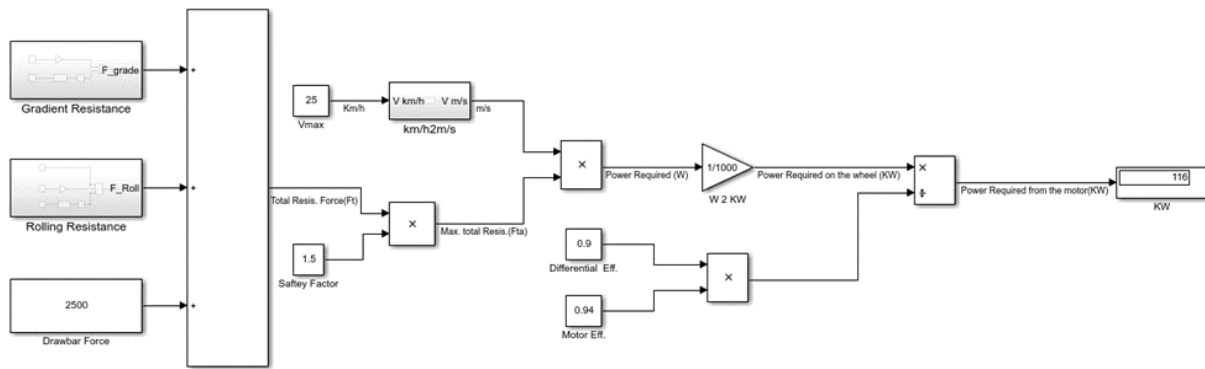 F_grade
Gradient Resistance
F_Roll
Rolling Resistance
2500
Drawbar Force
+
+
+
25
Vmax
Km/h
V km/h V m/s
km/h2m/s
m/s
Total Resis. Force(Ft)
1.5
Saftey Factor
×
Max. total Resis.(Fta)
×
Power Required (W)
1/1000
W 2 KW
Power Required on the wheel (KW)
0.9
Differential Eff.
0.94
Motor Eff.
×
×
÷
Power Required from the motor(KW)
116
KW